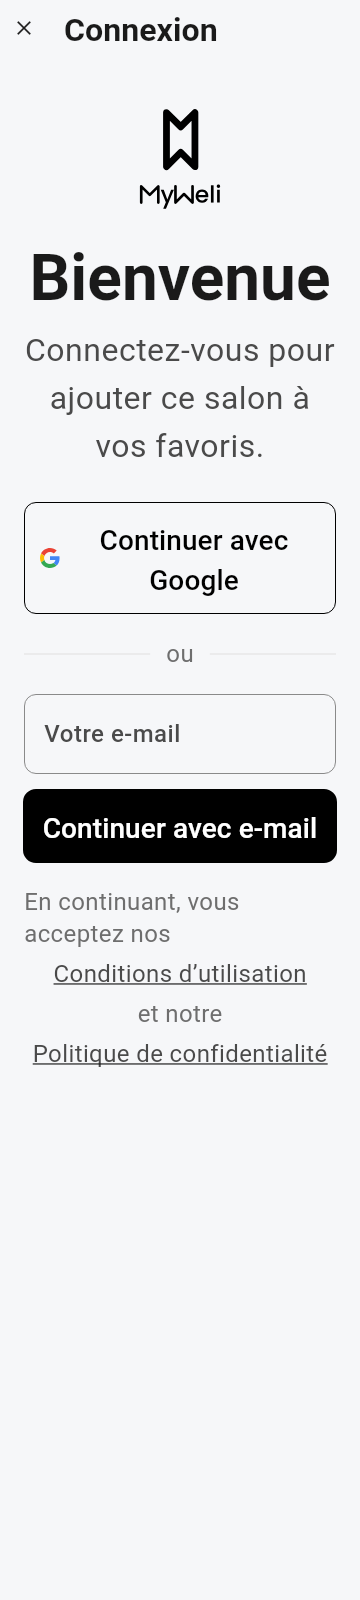 Connexion
MyWeli
Bienvenue
Connectez-vous pour
ajouter ce salon à
vos favoris.
Continuer avec
Google
ou
Votre e-mail
Continuer avec e-mail
En continuant, vous
acceptez nos
Conditions d’utilisation
et notre
Politique de confidentialité